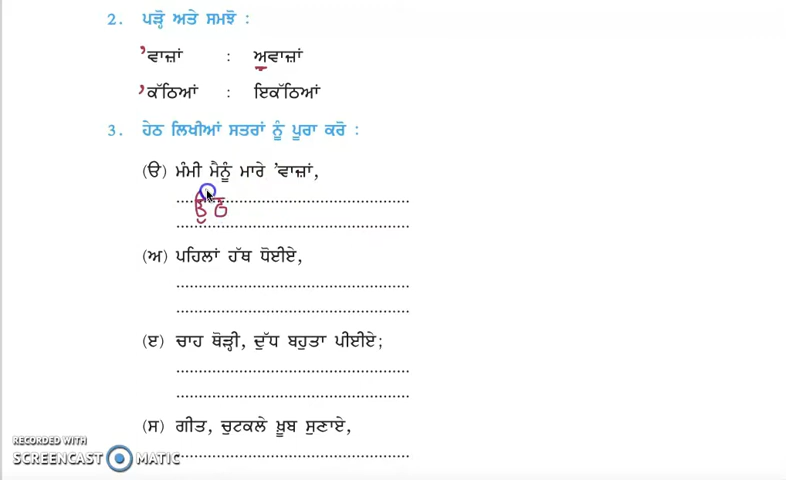 2. ਪੜ੍ਹੋ ਅਤੇ ਸਮਝੋ :
’ਵਾਜ਼ਾਂ : ਅਵਾਜ਼ਾਂ
’ਕੱਠਿਆਂ : ਇਕੱਠਿਆਂ
3. ਹੇਠ ਲਿਖੀਆਂ ਸਤਰਾਂ ਨੂੰ ਪੂਰਾ ਕਰੋ :
(ੳ) ਮੰਮੀ ਮੈਨੂੰ ਮਾਰੇ ’ਵਾਜ਼ਾਂ,
ਉੱਠ
(ਅ) ਪਹਿਲਾਂ ਹੱਥ ਧੋਈਏ,
(ੲ) ਚਾਹ ਥੋੜ੍ਹੀ, ਦੁੱਧ ਬਹੁਤਾ ਪੀਈਏ;
(ਸ) ਗੀਤ, ਚੁਟਕਲੇ ਖ਼ੂਬ ਸੁਣਾਏ,
RECORDED WITH
SCREENCAST MATIC